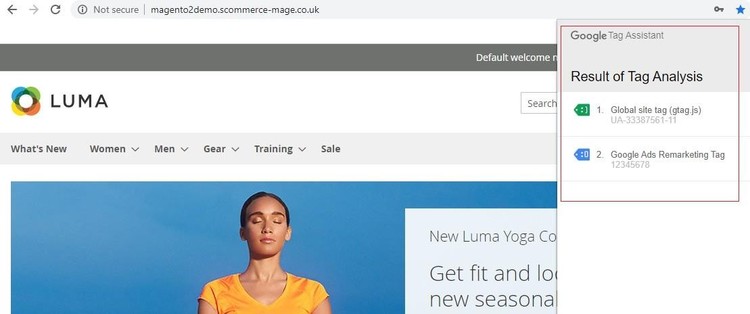 Not secure | magento2demo.scommerce-mage.co.uk
Default welcome
LUMA
Search
What's New Women Men Gear Training Sale
New Luma Yoga Co
Get fit and
new seasonal
Google Tag Assistant
Result of Tag Analysis
1. Global site tag (gtag.js)
UA-33387561-11
2. Google Ads Remarketing Tag
12345678